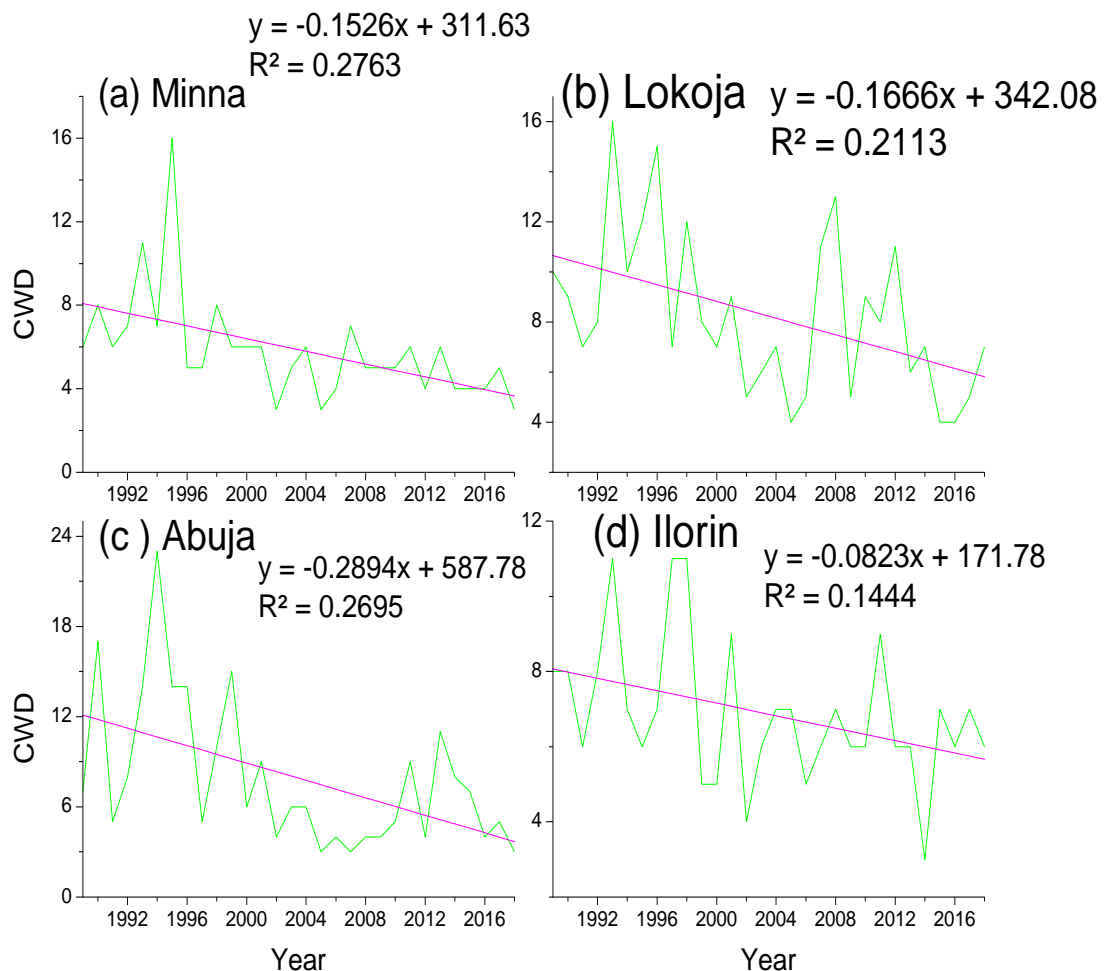 y = -0.1526x + 311.63
R² = 0.2763
(a) Minna
16
12
8
4
0
CWD
1992 1996 2000 2004 2008 2012 2016
(b) Lokoja
y = -0.1666x + 342.08
R² = 0.2113
16
12
8
4
1992 1996 2000 2004 2008 2012 2016
(c ) Abuja
y = -0.2894x + 587.78
R² = 0.2695
24
18
12
6
0
CWD
1992 1996 2000 2004 2008 2012 2016
Year
(d) Ilorin
y = -0.0823x + 171.78
R² = 0.1444
12
8
4
1992 1996 2000 2004 2008 2012 2016
Year